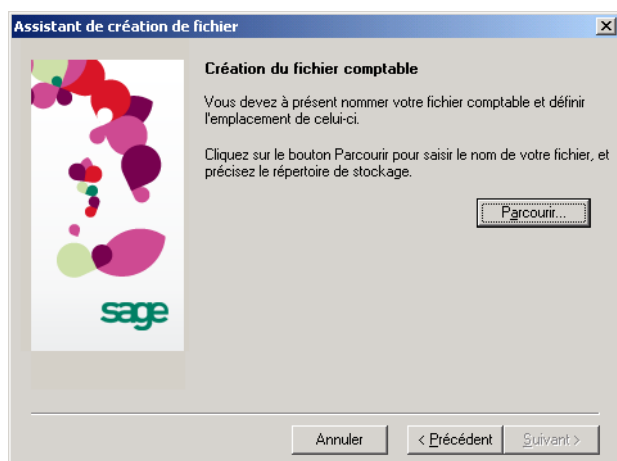 Assistant de création de fichier
Création du fichier comptable
Vous devez à présent nommer votre fichier comptable et définir
l'emplacement de celui-ci.
Cliquez sur le bouton Parcourir pour saisir le nom de votre fichier, et
précisez le répertoire de stockage.
Parcourir...
sage
Annuler
< Précédent
Suivant >